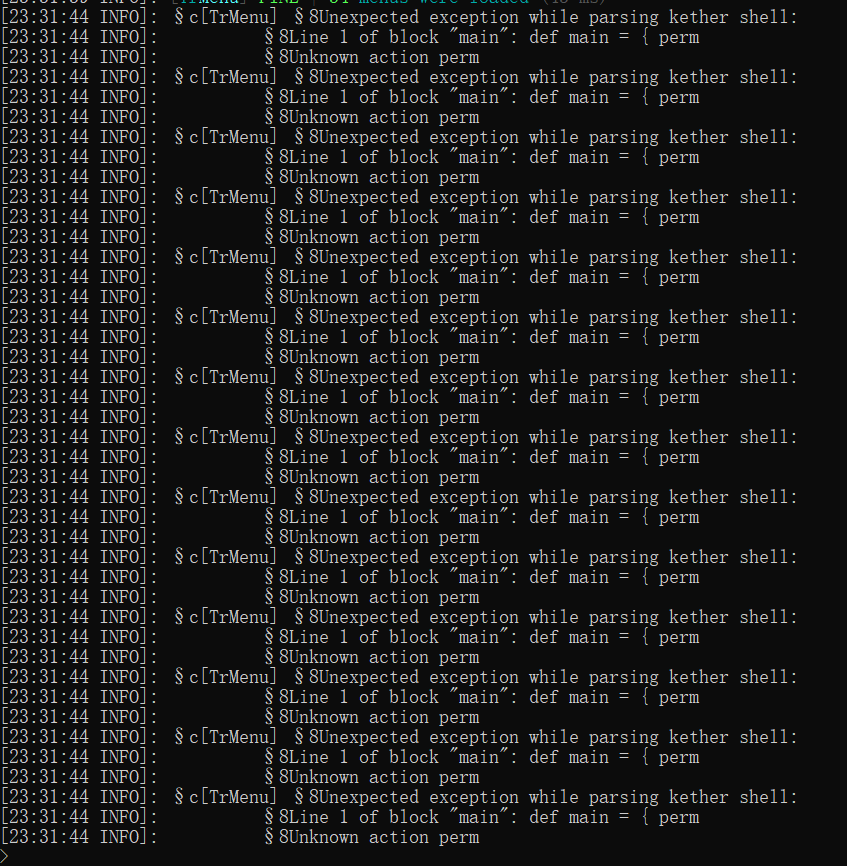 menus were loaded
[23:31:44 INFO]: §c[TrMenu] §8Unexpected exception while parsing kether shell:
[23:31:44 INFO]:          §8Line 1 of block "main": def main = { perm
[23:31:44 INFO]:          §8Unknown action perm
[23:31:44 INFO]: §c[TrMenu] §8Unexpected exception while parsing kether shell:
[23:31:44 INFO]:          §8Line 1 of block "main": def main = { perm
[23:31:44 INFO]:          §8Unknown action perm
[23:31:44 INFO]: §c[TrMenu] §8Unexpected exception while parsing kether shell:
[23:31:44 INFO]:          §8Line 1 of block "main": def main = { perm
[23:31:44 INFO]:          §8Unknown action perm
[23:31:44 INFO]: §c[TrMenu] §8Unexpected exception while parsing kether shell:
[23:31:44 INFO]:          §8Line 1 of block "main": def main = { perm
[23:31:44 INFO]:          §8Unknown action perm
[23:31:44 INFO]: §c[TrMenu] §8Unexpected exception while parsing kether shell:
[23:31:44 INFO]:          §8Line 1 of block "main": def main = { perm
[23:31:44 INFO]:          §8Unknown action perm
[23:31:44 INFO]: §c[TrMenu] §8Unexpected exception while parsing kether shell:
[23:31:44 INFO]:          §8Line 1 of block "main": def main = { perm
[23:31:44 INFO]:          §8Unknown action perm
[23:31:44 INFO]: §c[TrMenu] §8Unexpected exception while parsing kether shell:
[23:31:44 INFO]:          §8Line 1 of block "main": def main = { perm
[23:31:44 INFO]:          §8Unknown action perm
[23:31:44 INFO]: §c[TrMenu] §8Unexpected exception while parsing kether shell:
[23:31:44 INFO]:          §8Line 1 of block "main": def main = { perm
[23:31:44 INFO]:          §8Unknown action perm
[23:31:44 INFO]: §c[TrMenu] §8Unexpected exception while parsing kether shell:
[23:31:44 INFO]:          §8Line 1 of block "main": def main = { perm
[23:31:44 INFO]:          §8Unknown action perm
[23:31:44 INFO]: §c[TrMenu] §8Unexpected exception while parsing kether shell:
[23:31:44 INFO]:          §8Line 1 of block "main": def main = { perm
[23:31:44 INFO]:          §8Unknown action perm
[23:31:44 INFO]: §c[TrMenu] §8Unexpected exception while parsing kether shell:
[23:31:44 INFO]:          §8Line 1 of block "main": def main = { perm
[23:31:44 INFO]:          §8Unknown action perm
[23:31:44 INFO]: §c[TrMenu] §8Unexpected exception while parsing kether shell:
[23:31:44 INFO]:          §8Line 1 of block "main": def main = { perm
[23:31:44 INFO]:          §8Unknown action perm
[23:31:44 INFO]: §c[TrMenu] §8Unexpected exception while parsing kether shell:
[23:31:44 INFO]:          §8Line 1 of block "main": def main = { perm
[23:31:44 INFO]:          §8Unknown action perm
[23:31:44 INFO]: §c[TrMenu] §8Unexpected exception while parsing kether shell:
[23:31:44 INFO]:          §8Line 1 of block "main": def main = { perm
[23:31:44 INFO]:          §8Unknown action perm
>